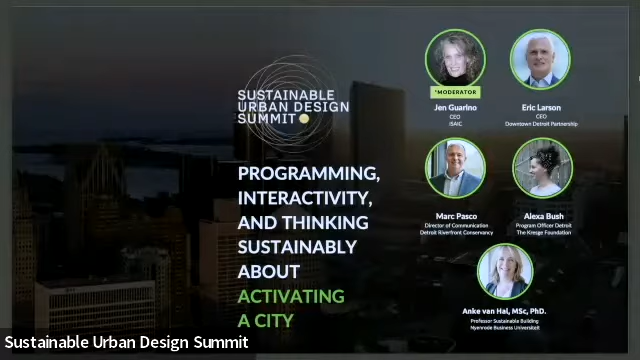 SUSTAINABLE
URBAN DESIGN
SUMMIT
PROGRAMMING,
INTERACTIVITY,
AND THINKING
SUSTAINABLY
ABOUT
ACTIVATING
A CITY
*MODERATOR
Jen Guarino
CEO
ISAIC
Eric Larson
CEO
Downtown Detroit Partnership
Marc Pasco
Director of Communication
Detroit Riverfront Conservancy
Alexa Bush
Program Officer Detroit
The Kresge Foundation
Anke van Hal, MSc, PhD.
Professor Sustainable Building
Nyenrode Business Universiteit
Sustainable Urban Design Summit